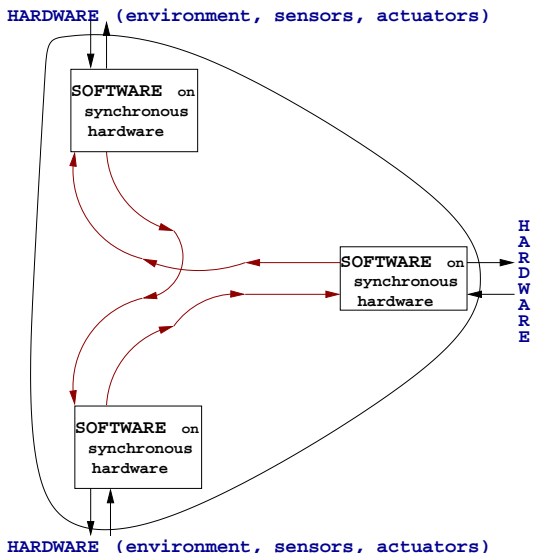 HARDWARE (environment, sensors, actuators)
SOFTWARE on
synchronous
hardware
SOFTWARE on
synchronous
hardware
H
A
R
D
W
A
R
E
SOFTWARE on
synchronous
hardware
HARDWARE (environment, sensors, actuators)